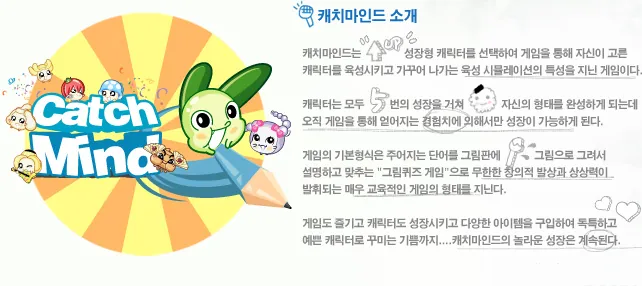 Catch
Mind
캐치마인드 소개
캐치마인드는 UP 성장형 캐릭터를 선택하여 게임을 통해 자신이 고른
캐릭터를 육성시키고 가꾸어 나가는 육성 시뮬레이션의 특성을 지닌 게임이다.
캐릭터는 모두 5 번의 성장을 거쳐 자신의 형태를 완성하게 되는데
오직 게임을 통해 얻어지는 경험치에 의해서만 성장이 가능하게 된다.
게임의 기본형식은 주어지는 단어를 그림판에 그림으로 그려서
설명하고 맞추는 "그림퀴즈 게임"으로 무한한 창의적 발상과 상상력이
발휘되는 매우 교육적인 게임의 형태를 지닌다.
게임도 즐기고 캐릭터도 성장시키고 다양한 아이템을 구입하여 독특하고
예쁜 캐릭터로 꾸미는 기쁨까지....캐치마인드의 놀라운 성장은 계속된다.